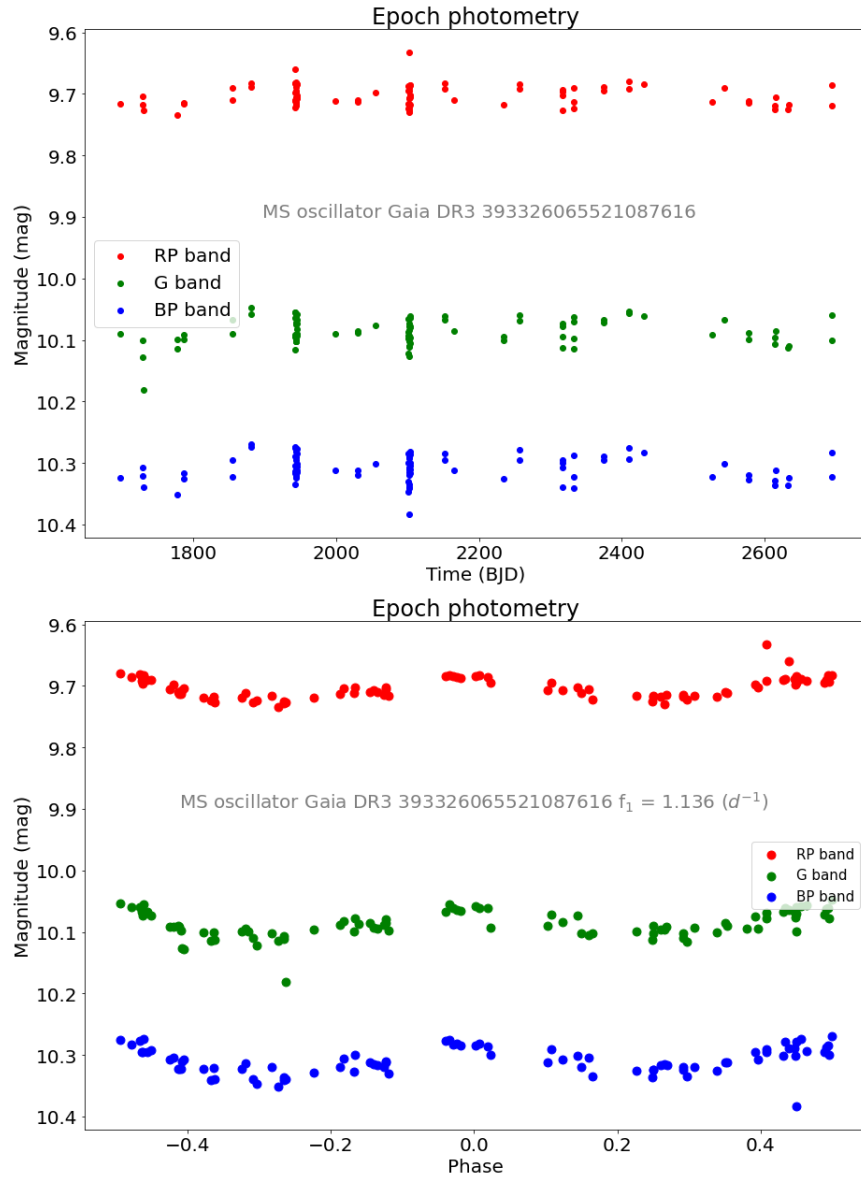 Epoch photometry
9.6
9.7
9.8
9.9
10.0
10.1
10.2
10.3
10.4
Magnitude (mag)
MS oscillator Gaia DR3 393326065521087616
RP band
G band
BP band
1800
2000
2200
2400
2600
Time (BJD)
Epoch photometry
9.6
9.7
9.8
9.9
10.0
10.1
10.2
10.3
10.4
Magnitude (mag)
MS oscillator Gaia DR3 393326065521087616 f₁ = 1.136 (d⁻¹)
RP band
G band
BP band
−0.4
−0.2
0.0
0.2
0.4
Phase